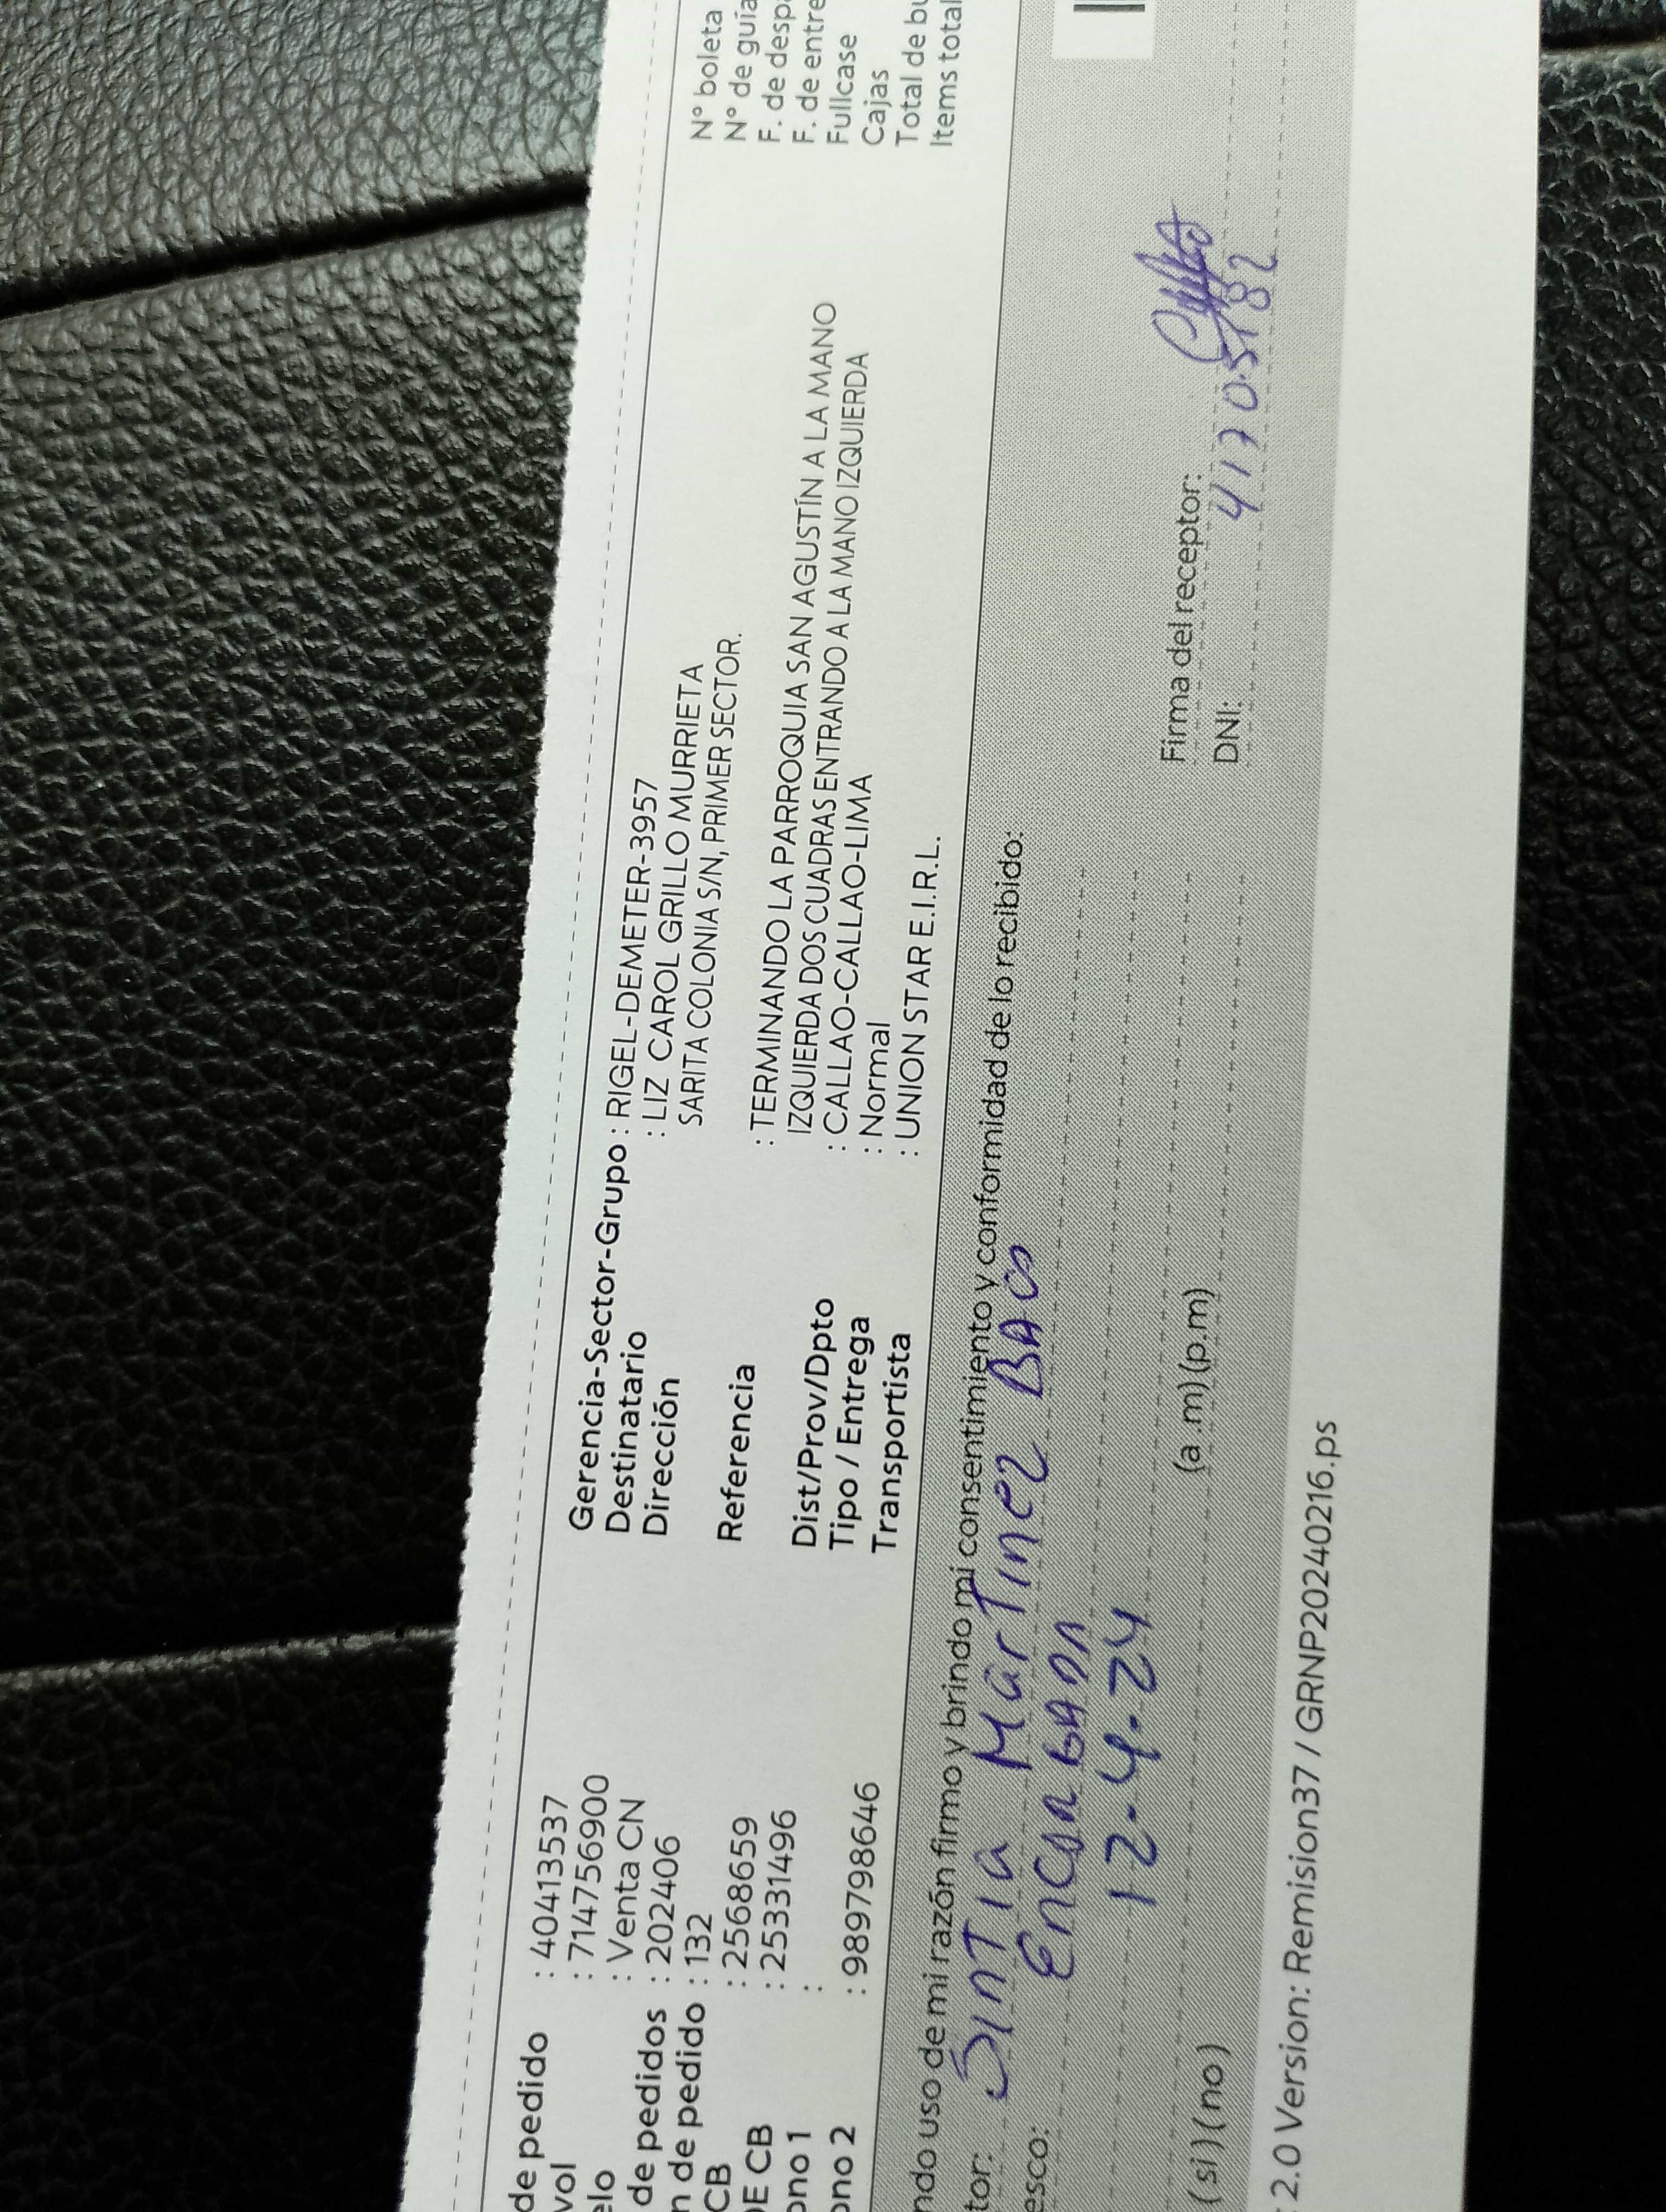 de pedido : 40413537
vol : 714756900
elo : Venta CN
de pedidos : 202406
n de pedido : 132
CB : 2568659
DE CB : 25331496
ono 1 :
ono 2 : 989798646
Gerencia-Sector-Grupo : RIGEL-DEMETER-3957
Destinatario : LIZ CAROL GRILLO MURRIETA
Dirección SARITA COLONIA S/N, PRIMER SECTOR.
Referencia : TERMINANDO LA PARROQUIA SAN AGUSTÍN A LA MANO
IZQUIERDA DOS CUADRAS ENTRANDO A LA MANO IZQUIERDA
Dist/Prov/Dpto : CALLAO-CALLAO-LIMA
Tipo / Entrega : Normal
Transportista : UNION STAR E.I.R.L.
N° boleta
N° de guía
F. de desp
F. de entre
Fullcase
Cajas
Total de bu
Items total
ndo uso de mi razón firmo y brindo mi consentimiento y conformidad de lo recibido:
tor: SINTIA MarTinez BACO
esco: Encargada
12-4-24
(si)(no) (a.m)(p.m) Firma del receptor:
DNI: 41705182
2.0 Version: Remision37 / GRNP20240216.ps